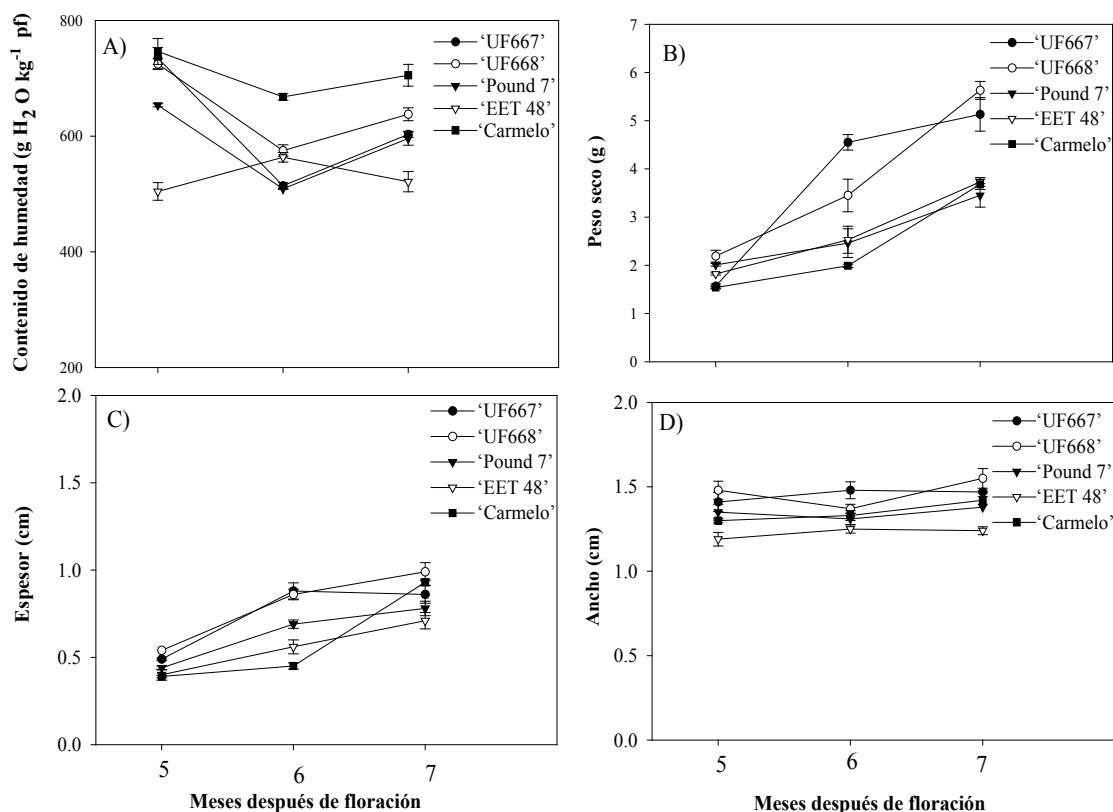 A)
Contenido de humedad (g H2O kg-1 pf)
800
600
400
200
‘UF667’
‘UF668’
‘Pound 7’
‘EET 48’
‘Carmelo’
B)
Peso seco (g )
7
6
5
4
3
2
1
0
‘UF667’
‘UF668’
‘Pound 7’
‘EET 48’
‘Carmelo’
C)
Espesor (cm)
2.0
1.5
1.0
0.5
0.0
‘UF667’
‘UF668’
‘Pound 7’
‘EET 48’
‘Carmelo’
5 6 7
Meses después de floración
D)
Ancho (cm)
2.0
1.5
1.0
0.5
0.0
‘UF667’
‘UF668’
‘Pound 7’
‘EET 48’
‘Carmelo’
5 6 7
Meses después de floración